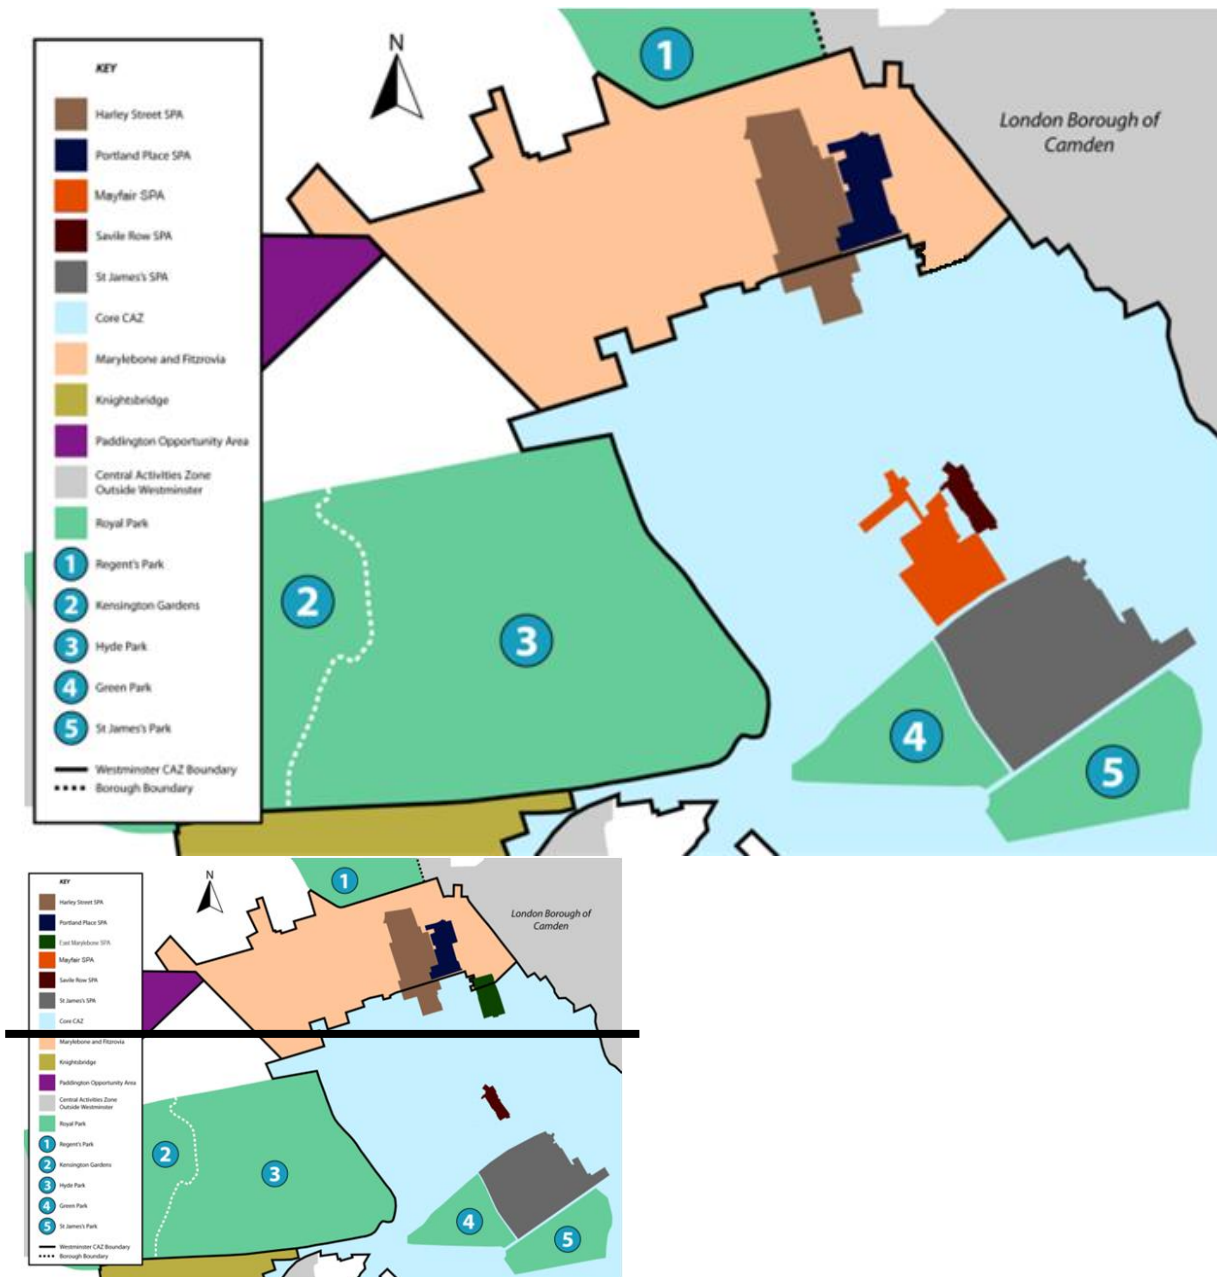 KEY
Harley Street SPA
Portland Place SPA
Mayfair SPA
Savile Row SPA
St James's SPA
Core CAZ
Marylebone and Fitzrovia
Knightsbridge
Paddington Opportunity Area
Central Activities Zone
Outside Westminster
Royal Park
1 Regent's Park
2 Kensington Gardens
3 Hyde Park
4 Green Park
5 St James's Park
Westminster CAZ Boundary
Borough Boundary
N
1
London Borough of
Camden
2
3
4
5
KEY
Harley Street SPA
Portland Place SPA
East Marylebone SPA
Mayfair SPA
Savile Row SPA
St James's SPA
Core CAZ
Marylebone and Fitzrovia
Knightsbridge
Paddington Opportunity Area
Central Activities Zone
Outside Westminster
Royal Park
1 Regent's Park
2 Kensington Gardens
3 Hyde Park
4 Green Park
5 St James's Park
Westminster CAZ Boundary
Borough Boundary
N
1
London Borough of
Camden
2
3
4
5